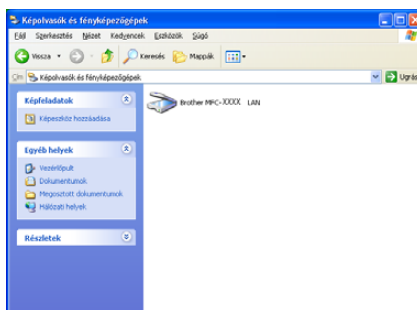 Képolvasók és fényképezőgépek
Fájl Szerkesztés Nézet Kedvencek Eszközök Súgó
Vissza Keresés Mappák
Cím Képolvasók és fényképezőgépek Ugrás
Képfeladatok
Képeszköz hozzáadása
Egyéb helyek
Vezérlőpult
Dokumentumok
Megosztott dokumentumok
Hálózati helyek
Részletek
Brother MFC-XXXX LAN